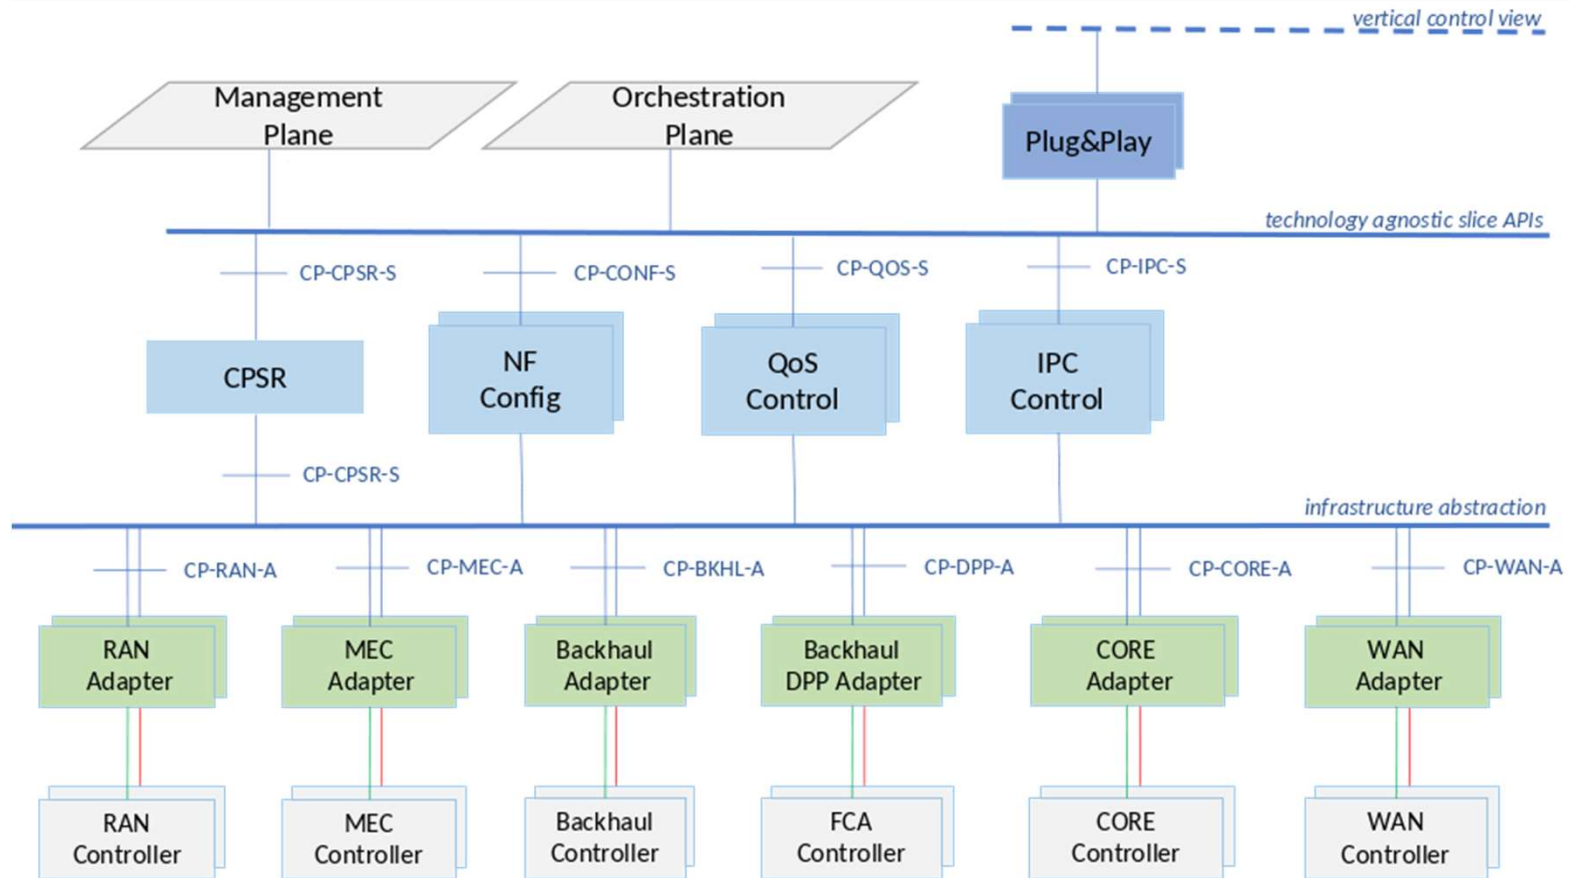 vertical control view
Management
Plane
Orchestration
Plane
Plug&Play
technology agnostic slice APIs
CP-CPSR-S
CP-CONF-S
CP-QOS-S
CP-IPC-S
CPSR
NF
Config
QoS
Control
IPC
Control
CP-CPSR-S
infrastructure abstraction
CP-RAN-A
CP-MEC-A
CP-BKHL-A
CP-DPP-A
CP-CORE-A
CP-WAN-A
RAN
Adapter
MEC
Adapter
Backhaul
Adapter
Backhaul
DPP Adapter
CORE
Adapter
WAN
Adapter
RAN
Controller
MEC
Controller
Backhaul
Controller
FCA
Controller
CORE
Controller
WAN
Controller